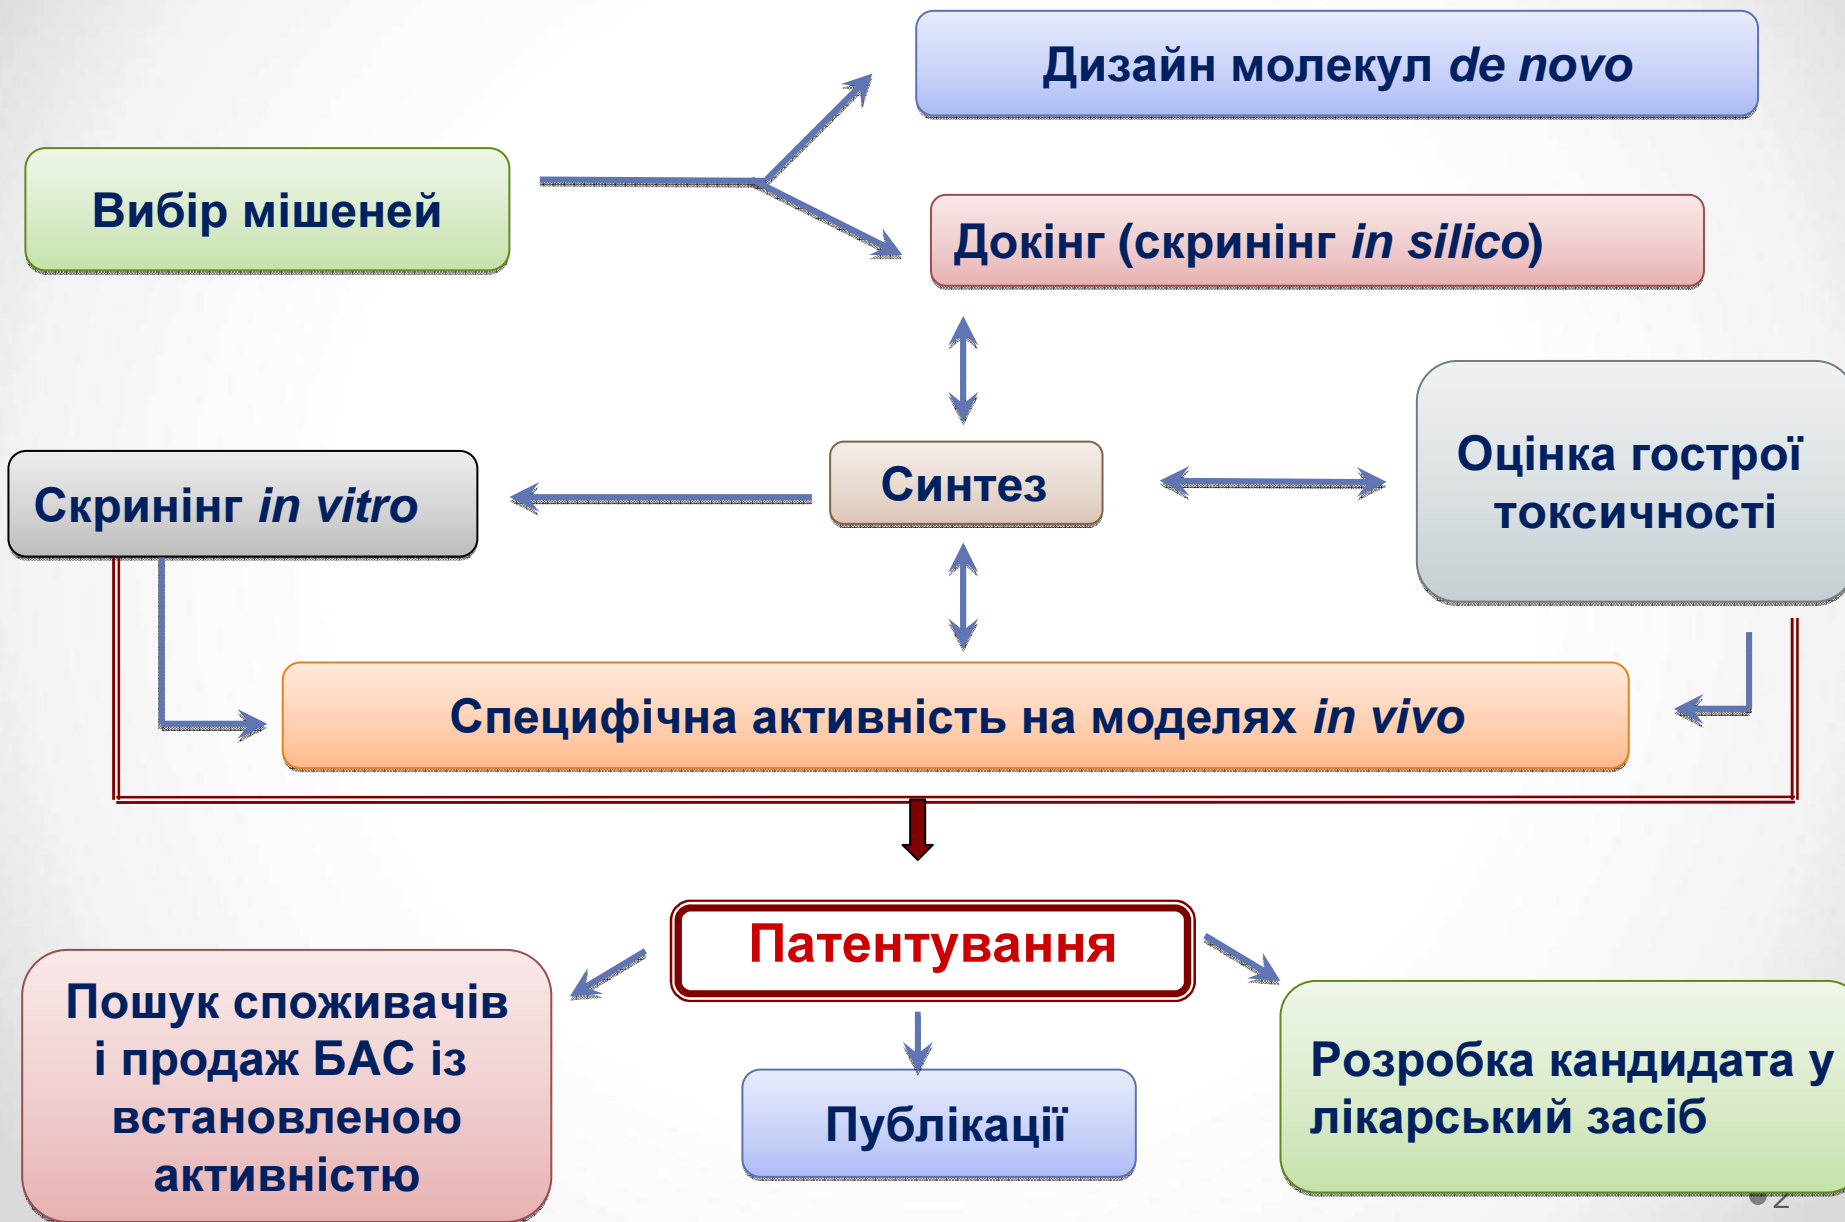 Дизайн молекул de novo
Вибір мішеней
Докінг (скринінг in silico)
Скринінг in vitro
Синтез
Оцінка гострої
токсичності
Специфічна активність на моделях in vivo
Патентування
Пошук споживачів
і продаж БАС із
встановленою
активністю
Публікації
Розробка кандидата у
лікарський засіб
2